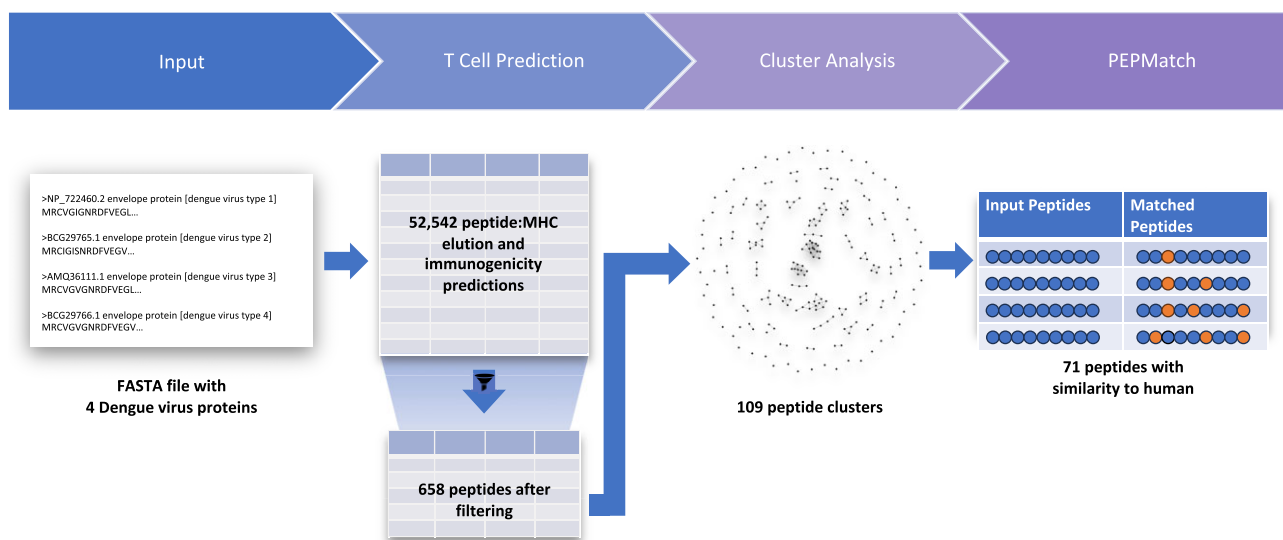 Input
T Cell Prediction
Cluster Analysis
PEPMatch
>NP_722460.2 envelope protein [dengue virus type 1]
MRCVGIGNRDFVEGL...
>BCG29765.1 envelope protein [dengue virus type 2]
MRCIGISNRDFVEGV...
>AMQ36111.1 envelope protein [dengue virus type 3]
MRCVGVGNRDFVEGL...
>BCG29766.1 envelope protein [dengue virus type 4]
MRCVGVGNRDFVEGV...
FASTA file with
4 Dengue virus proteins
52,542 peptide:MHC
elution and
immunogenicity
predictions
658 peptides after
filtering
109 peptide clusters
Input Peptides
Matched
Peptides
71 peptides with
similarity to human